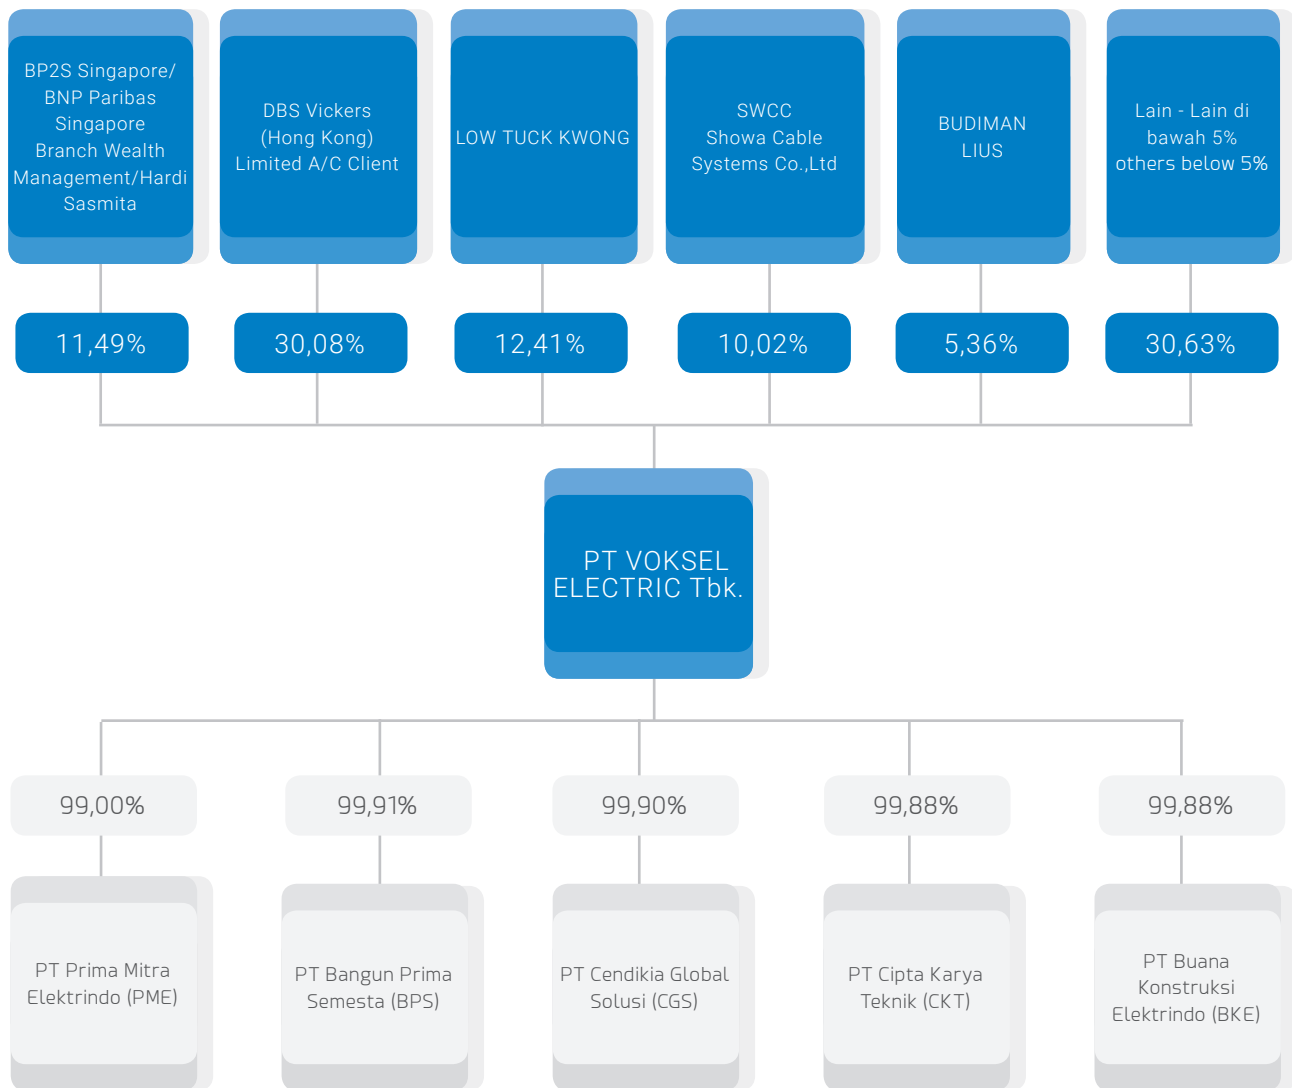 BP2S Singapore/
BNP Paribas
Singapore
Branch Wealth
Management/Hardi
Sasmita
DBS Vickers
(Hong Kong)
Limited A/C Client
LOW TUCK KWONG
SWCC
Showa Cable
Systems Co.,Ltd
BUDIMAN
LIUS
Lain - Lain di
bawah 5%
others below 5%
11,49%
30,08%
12,41%
10,02%
5,36%
30,63%
PT VOKSEL
ELECTRIC Tbk.
99,00%
99,91%
99,90%
99,88%
99,88%
PT Prima Mitra
Elektrindo (PME)
PT Bangun Prima
Semesta (BPS)
PT Cendikia Global
Solusi (CGS)
PT Cipta Karya
Teknik (CKT)
PT Buana
Konstruksi
Elektrindo (BKE)